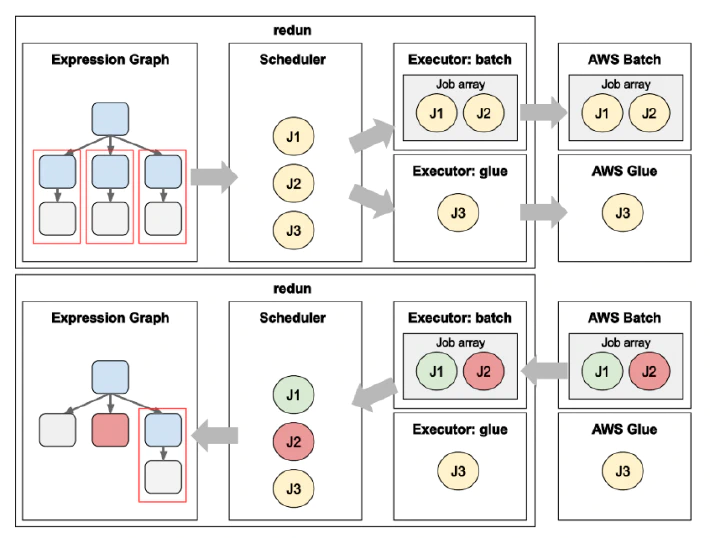 redun
Expression Graph
Scheduler
Executor: batch
AWS Batch
Job array
Job array
J1
J2
J1
J2
J1
J2
J3
Executor: glue
AWS Glue
J3
J3
redun
Expression Graph
Scheduler
Executor: batch
AWS Batch
Job array
Job array
J1
J2
J1
J2
J1
J2
J3
Executor: glue
AWS Glue
J3
J3